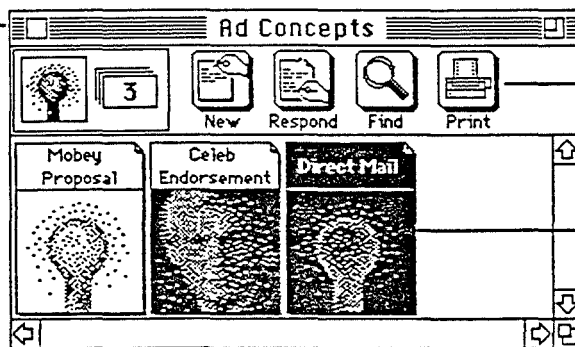 Ad Concepts
3
New Respond Find Print
Mobey
Proposal
Celeb
Endorsement
Direct Mail